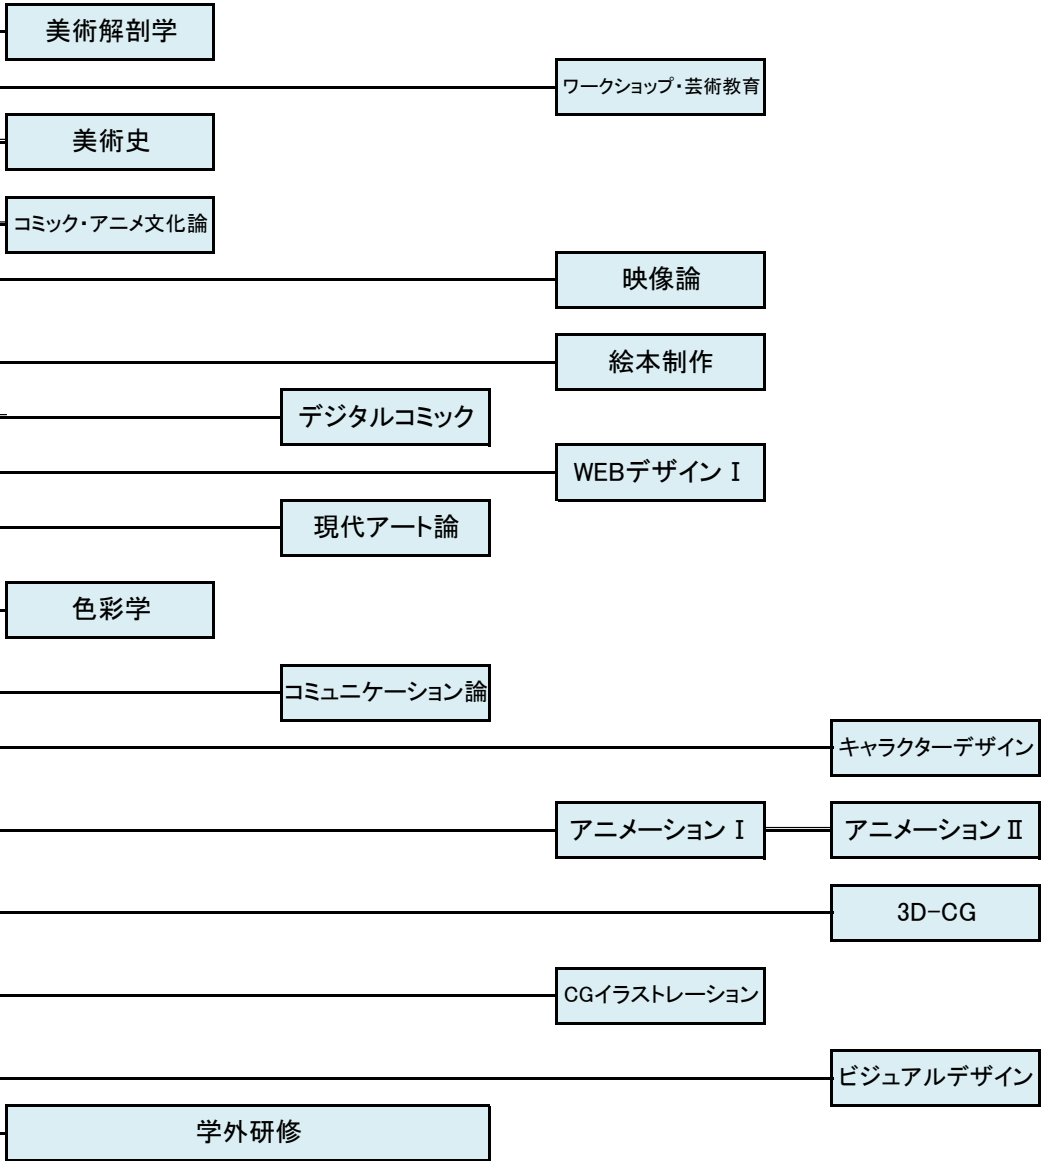 美術解剖学
ワークショップ・芸術教育
美術史
コミック・アニメ文化論
映像論
絵本制作
デジタルコミック
WEBデザインⅠ
現代アート論
色彩学
コミュニケーション論
キャラクターデザイン
アニメーションⅠ
アニメーションⅡ
3D-CG
CGイラストレーション
ビジュアルデザイン
学外研修